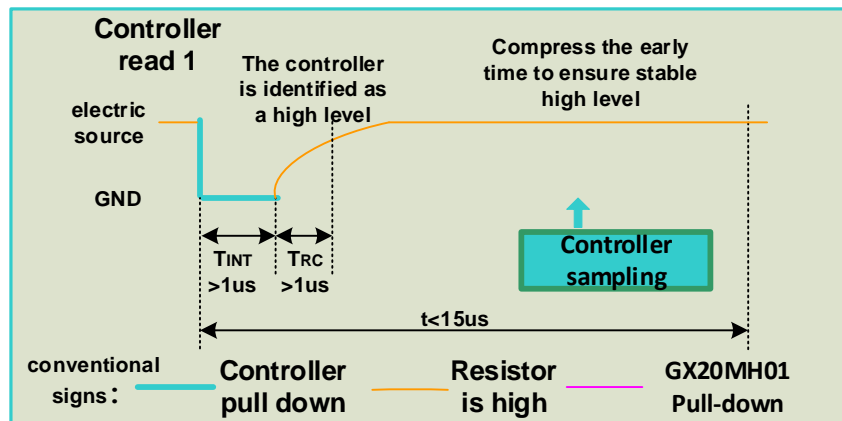 Controller
read 1
The controller
is identified as
a high level
Compress the early
time to ensure stable
high level
electric
source
GND
TINT
>1us
TRC
>1us
Controller
sampling
t<15us
conventional
signs:
Controller
pull down
Resistor
is high
GX20MH01
Pull-down